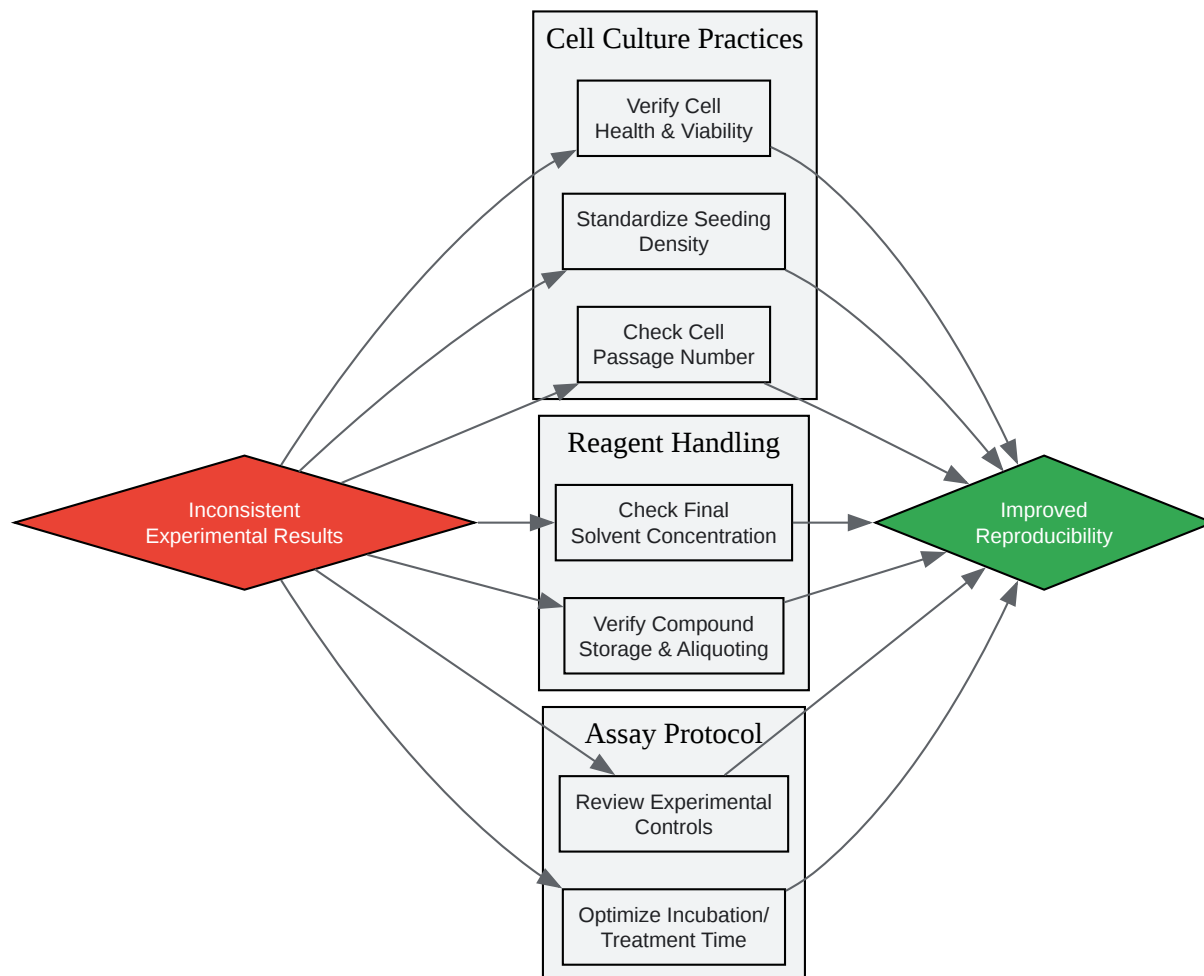 Cell Culture Practices
Verify Cell
Health & Viability
Standardize Seeding
Density
Check Cell
Passage Number
Reagent Handling
Inconsistent
Experimental Results
Check Final
Solvent Concentration
Improved
Reproducibility
Verify Compound
Storage & Aliquoting
Assay Protocol
Review Experimental
Controls
Optimize Incubation/
Treatment Time